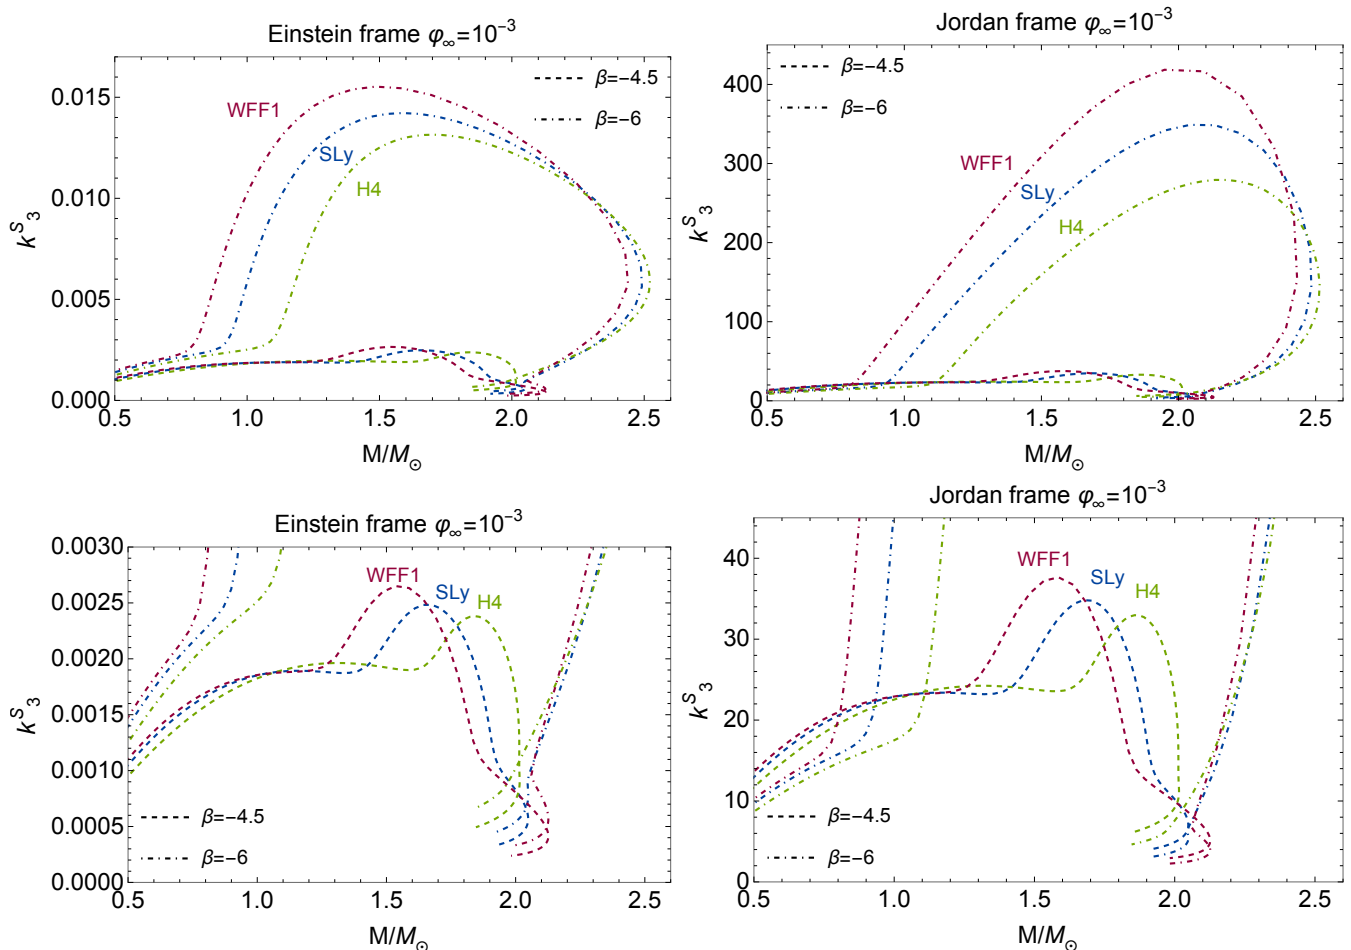 Einstein frame φ∞=10⁻³
β=−4.5
β=−6
WFF1
SLy
H4
k^S_3
0.015
0.010
0.005
0.000
0.5 1.0 1.5 2.0 2.5
M/M⊙
Jordan frame φ∞=10⁻³
β=−4.5
β=−6
WFF1
SLy
H4
k^S_3
400
300
200
100
0
0.5 1.0 1.5 2.0 2.5
M/M⊙
Einstein frame φ∞=10⁻³
WFF1
SLy
H4
k^S_3
0.0030
0.0025
0.0020
0.0015
0.0010
0.0005
0.0000
β=−4.5
β=−6
0.5 1.0 1.5 2.0 2.5
M/M⊙
Jordan frame φ∞=10⁻³
WFF1
SLy
H4
k^S_3
40
30
20
10
0
β=−4.5
β=−6
0.5 1.0 1.5 2.0 2.5
M/M⊙